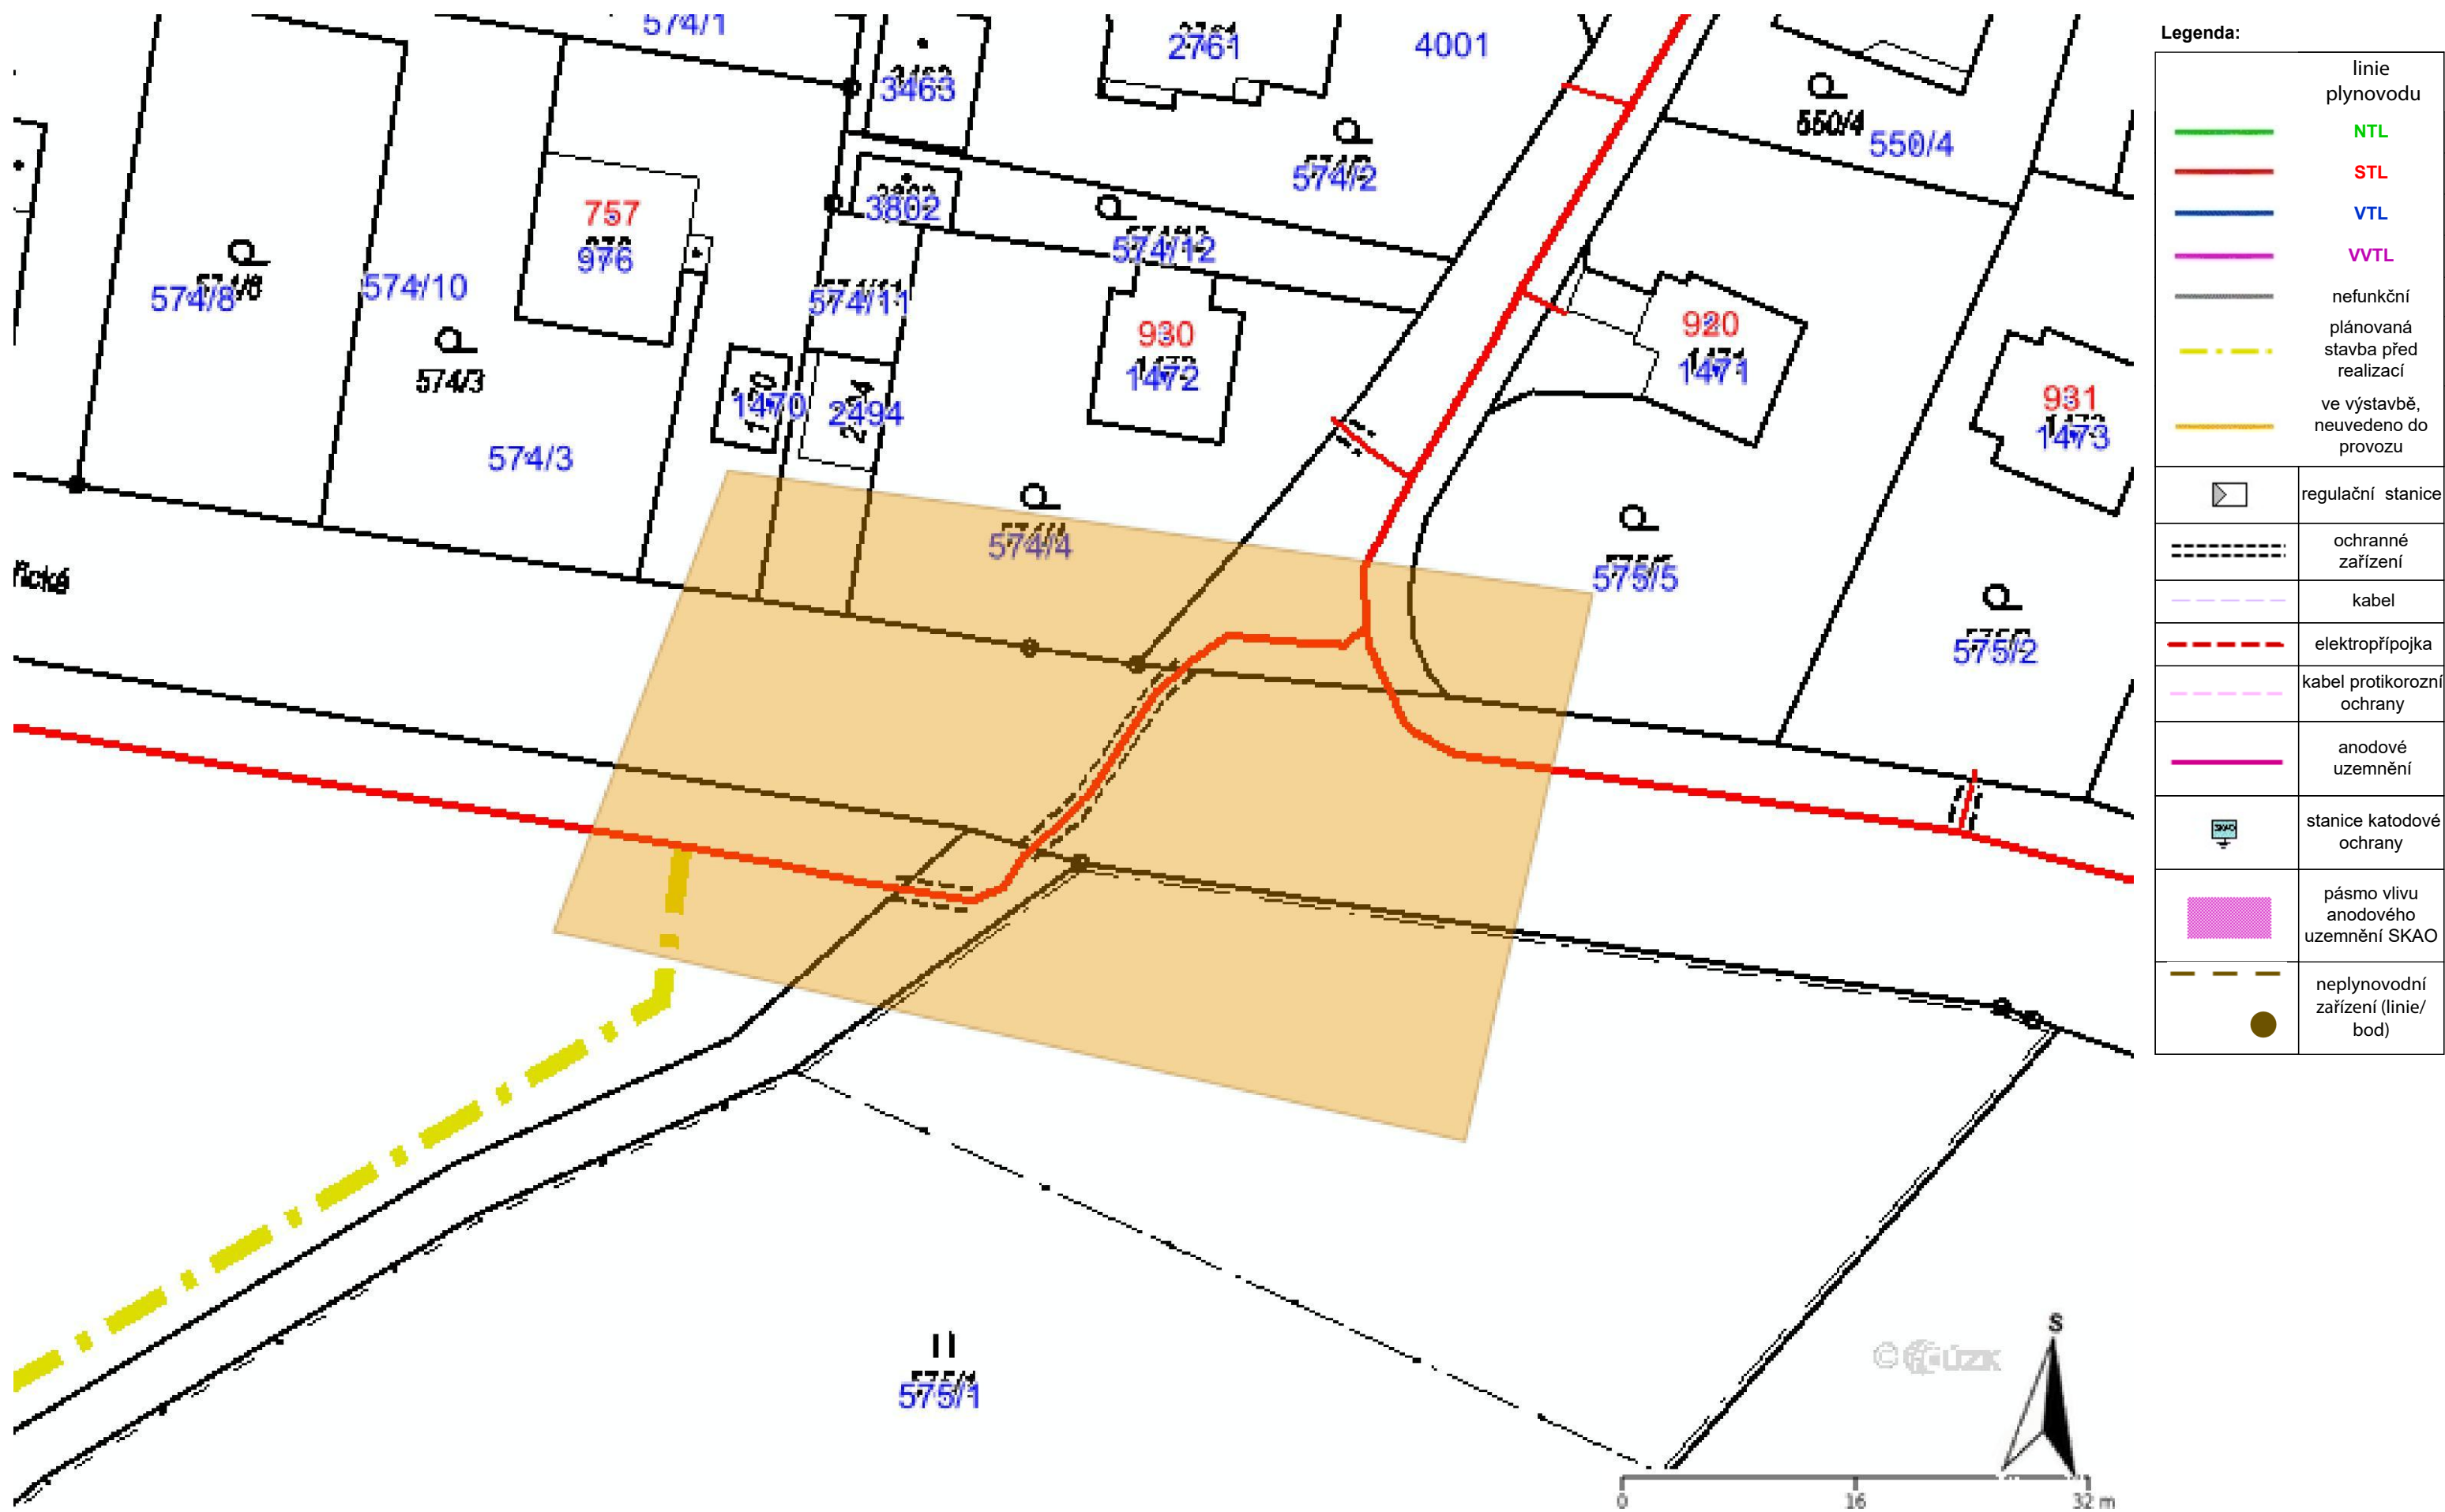 574/1
2761
4001
3463
550/4
550/4
574/2
3802
757
976
574/12
574/8
574/10
574/11
930
1472
920
1471
574/3
1470
2494
931
1473
574/3
574/4
575/5
řické
575/2
575/1
S
0 16 32 m
Legenda:
linie
plynovodu
NTL
STL
VTL
VVTL
nefunkční
plánovaná
stavba před
realizací
ve výstavbě,
neuvedeno do
provozu
regulační stanice
ochranné
zařízení
kabel
elektropřípojka
kabel protikorozní
ochrany
anodové
uzemnění
SKAO
stanice katodové
ochrany
pásmo vlivu
anodového
uzemnění SKAO
neplynovodní
zařízení (linie/
bod)